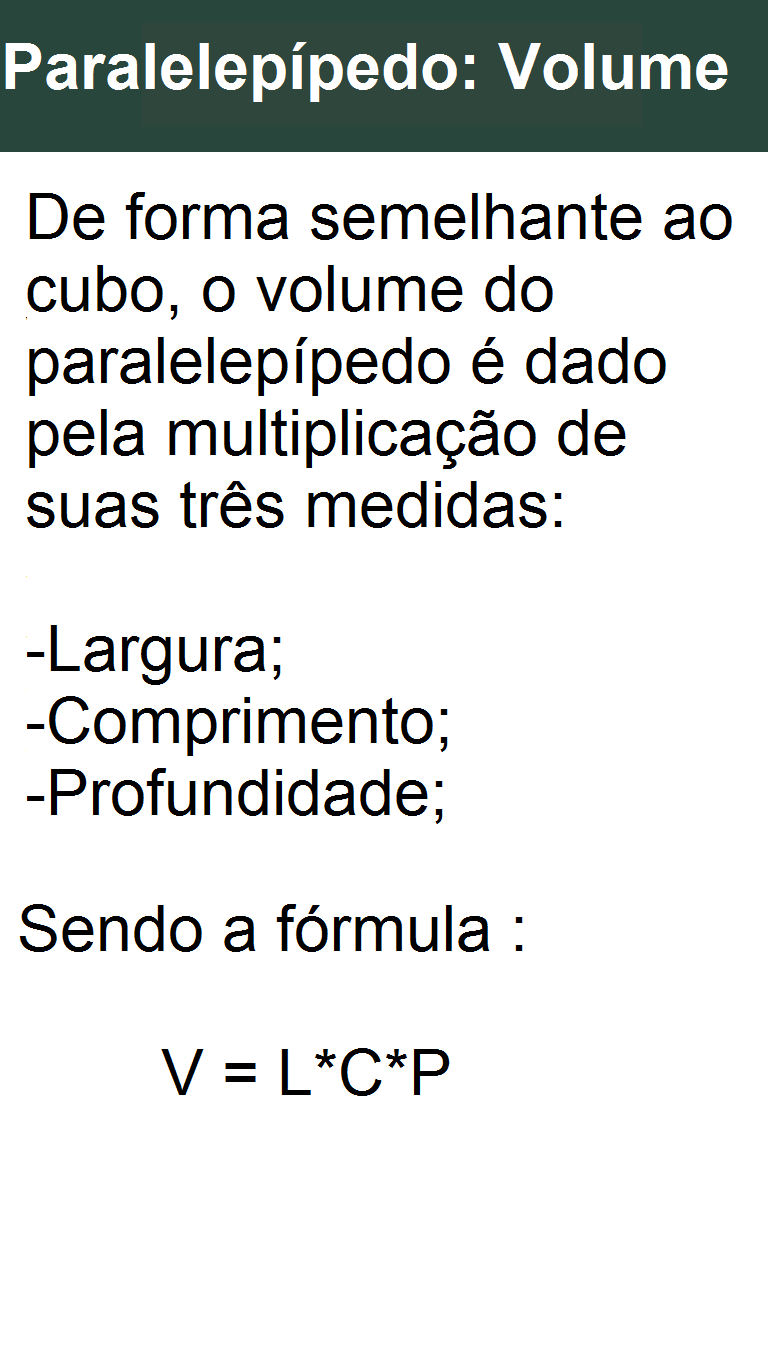 Paralelepípedo: Volume
De forma semelhante ao
cubo, o volume do
paralelepípedo é dado
pela multiplicação de
suas três medidas:
-Largura;
-Comprimento;
-Profundidade;
Sendo a fórmula :
V = L*C*P